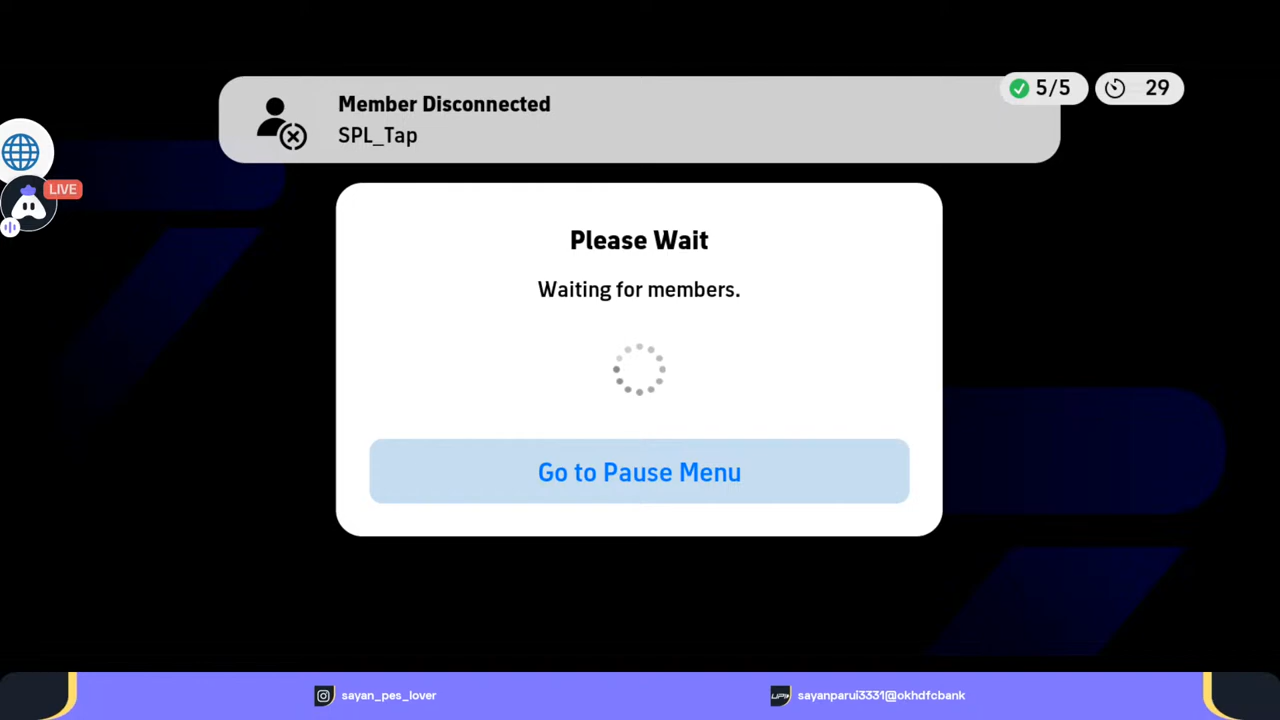 Member Disconnected
SPL_Tap
5/5
29
LIVE
Please Wait
Waiting for members.
Go to Pause Menu
sayan_pes_lover
UPI
sayanparui3331@okhdfcbank